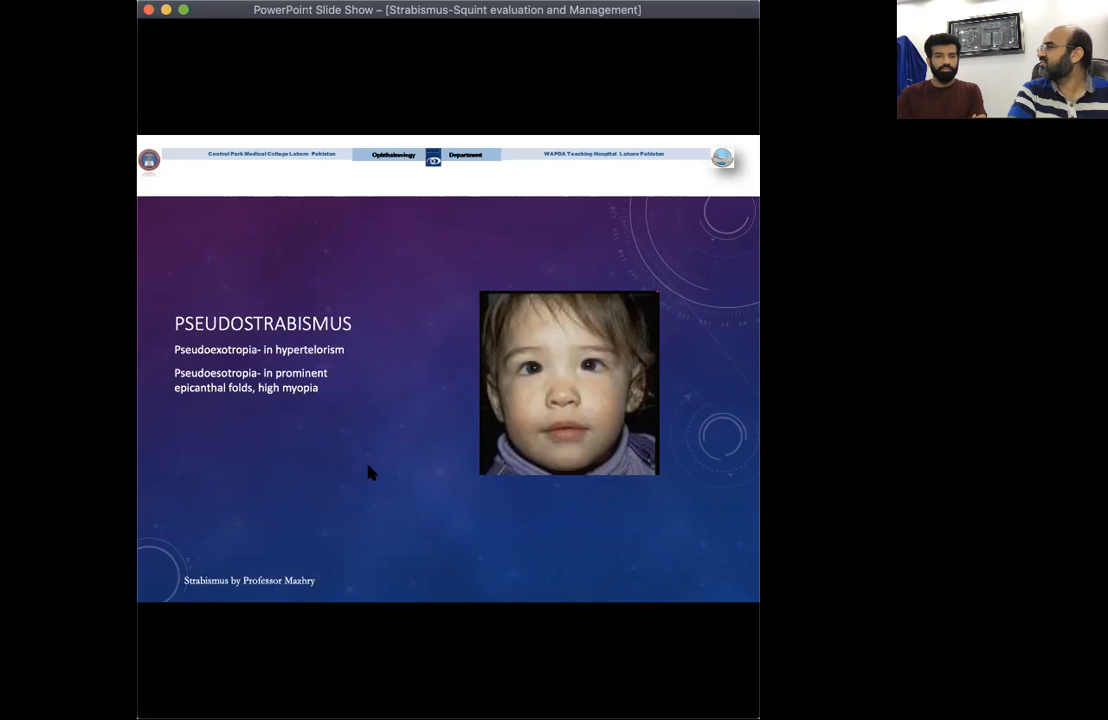 PowerPoint Slide Show – [Strabismus-Squint evaluation and Management]
Central Park Medical College Lahore Pakistan
Ophthalmology Department
WAPDA Teaching Hospital Lahore Pakistan
PSEUDOSTRABISMUS
Pseudoexotropia- in hypertelorism
Pseudoesotropia- in prominent
epicanthal folds, high myopia
Strabismus by Professor Mazhry